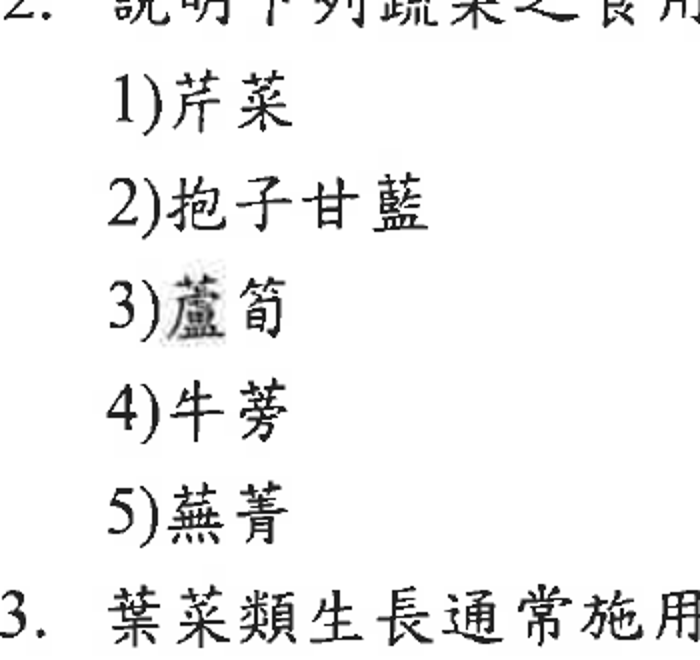 2. 說明下列蔬菜之食用
1)芹菜
2)抱子甘藍
3)蘆筍
4)牛蒡
5)蕪菁
3. 葉菜類生長通常施用